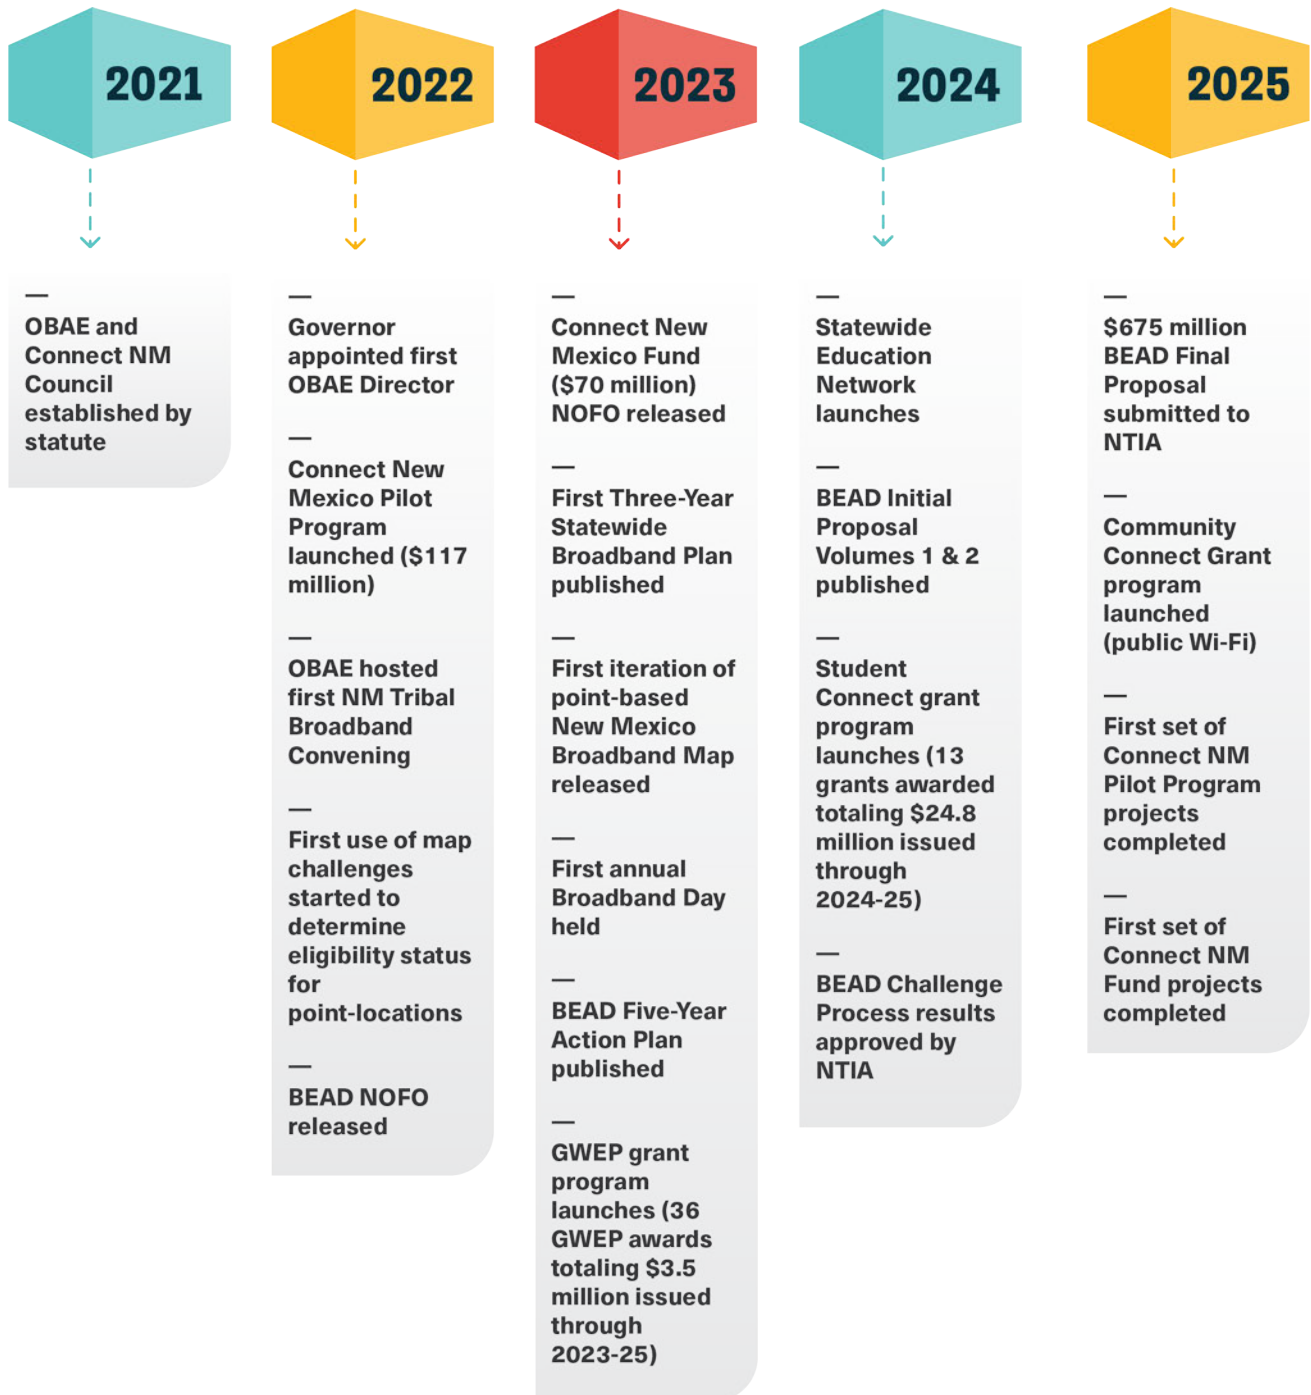 2021
—
OBAE and
Connect NM
Council
established by
statute
2022
—
Governor
appointed first
OBAE Director
—
Connect New
Mexico Pilot
Program
launched ($117
million)
—
OBAE hosted
first NM Tribal
Broadband
Convening
—
First use of map
challenges
started to
determine
eligibility status
for
point-locations
—
BEAD NOFO
released
2023
—
Connect New
Mexico Fund
($70 million)
NOFO released
—
First Three-Year
Statewide
Broadband Plan
published
—
First iteration of
point-based
New Mexico
Broadband Map
released
—
First annual
Broadband Day
held
—
BEAD Five-Year
Action Plan
published
—
GWEP grant
program
launches (36
GWEP awards
totaling $3.5
million issued
through
2023-25)
2024
—
Statewide
Education
Network
launches
—
BEAD Initial
Proposal
Volumes 1 & 2
published
—
Student
Connect grant
program
launches (13
grants awarded
totaling $24.8
million issued
through
2024-25)
—
BEAD Challenge
Process results
approved by
NTIA
2025
—
$675 million
BEAD Final
Proposal
submitted to
NTIA
—
Community
Connect Grant
program
launched
(public Wi-Fi)
—
First set of
Connect NM
Pilot Program
projects
completed
—
First set of
Connect NM
Fund projects
completed